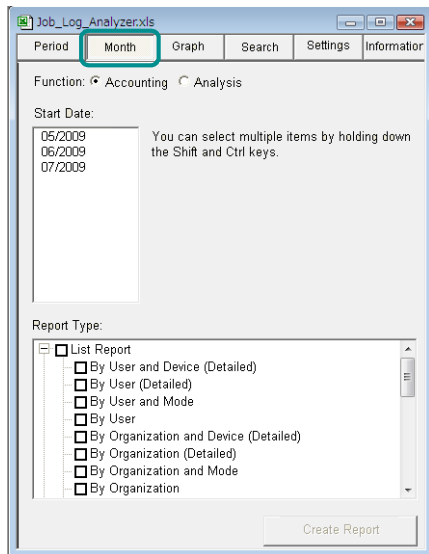 Job_Log_Analyzer.xls
Period Month Graph Search Settings Information
Function: Accounting Analysis
Start Date:
05/2009
06/2009
07/2009
You can select multiple items by holding down
the Shift and Ctrl keys.
Report Type:
List Report
By User and Device (Detailed)
By User (Detailed)
By User and Mode
By User
By Organization and Device (Detailed)
By Organization (Detailed)
By Organization and Mode
By Organization
Create Report